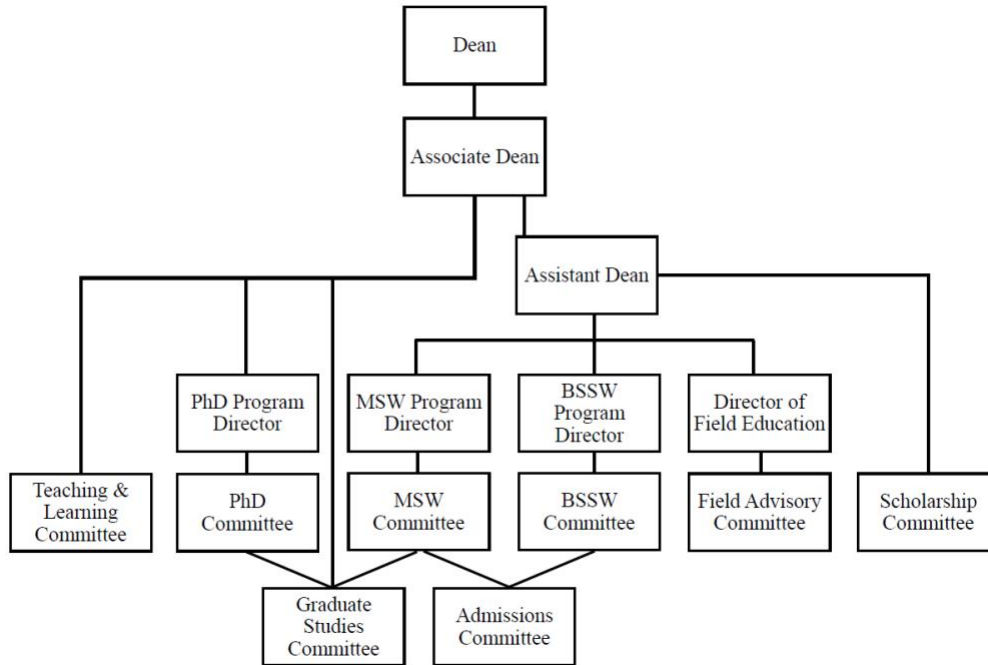 Dean
Associate Dean
Assistant Dean
PhD Program
Director
MSW Program
Director
BSSW
Program
Director
Director of
Field Education
Teaching &
Learning
Committee
PhD
Committee
MSW
Committee
BSSW
Committee
Field Advisory
Committee
Scholarship
Committee
Graduate
Studies
Committee
Admissions
Committee